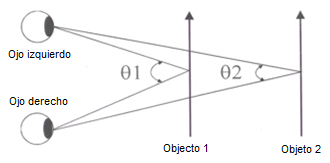 Ojo izquierdo
θ1
θ2
Ojo derecho
Objecto 1
Objeto 2